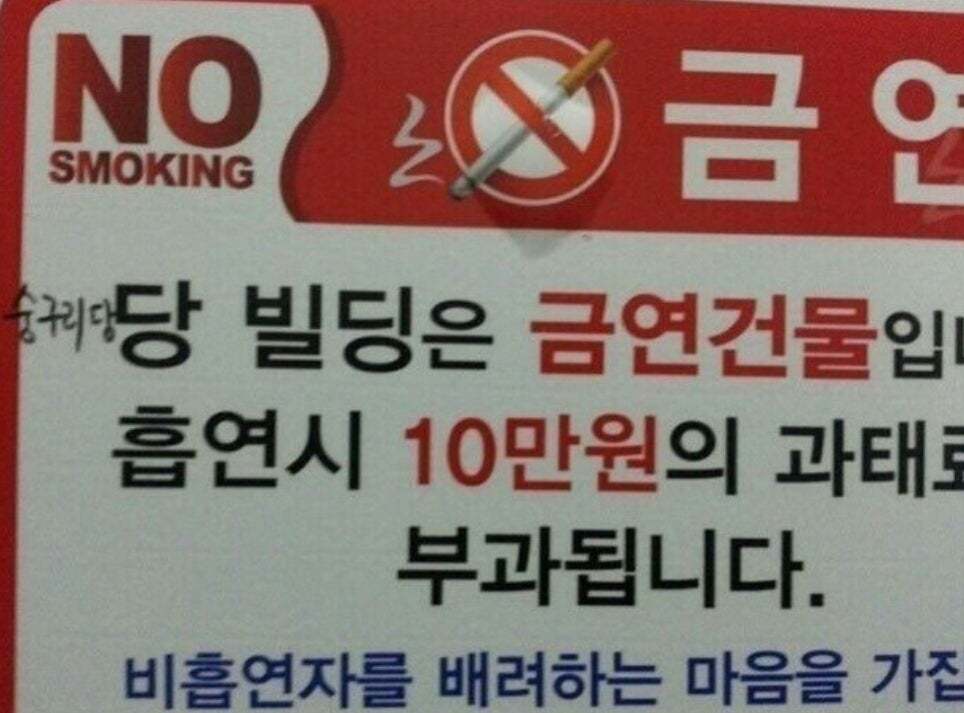 NO
SMOKING
금
숭구리당당 빌딩은 금연건물입
흡연시 10만원의 과태
부과됩니다.
비흡연자를 배려하는 마음을